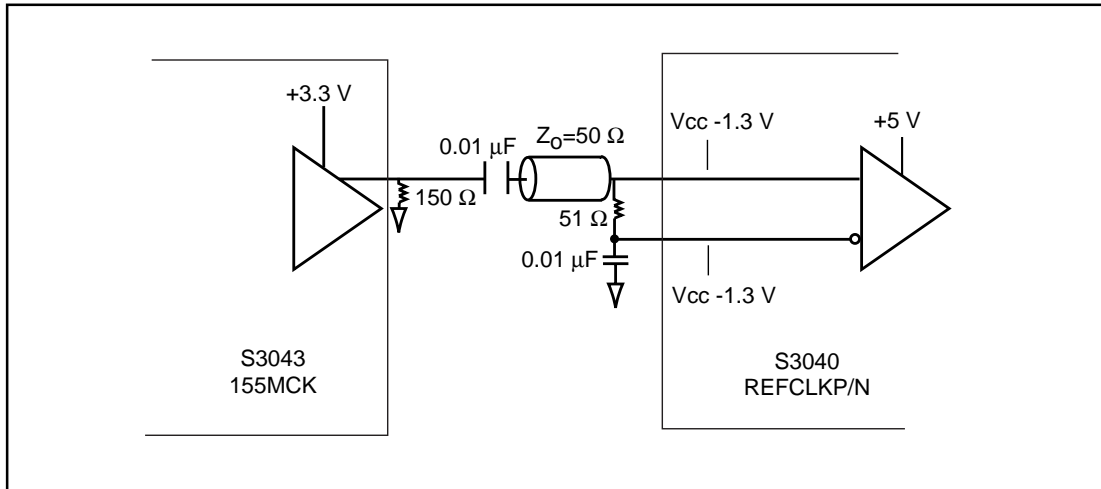 +3.3 V
0.01 μF
Zo=50 Ω
Vcc -1.3 V
+5 V
150 Ω
51 Ω
0.01 μF
Vcc -1.3 V
S3043
155MCK
S3040
REFCLKP/N